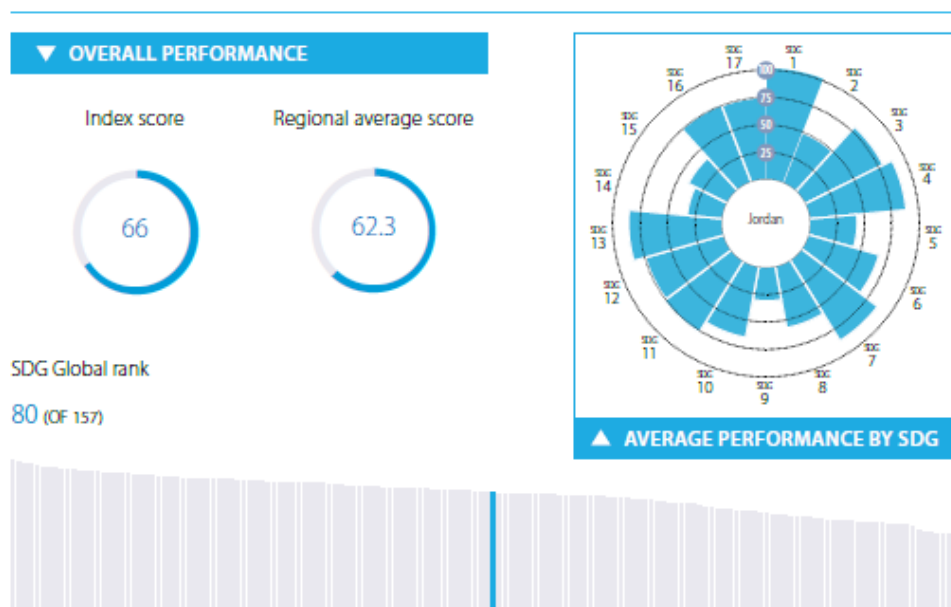 ▼ OVERALL PERFORMANCE
Index score
Regional average score
66
62.3
SDG Global rank
80 (OF 157)
SDG 1
SDG 2
SDG 3
SDG 4
SDG 5
SDG 6
SDG 7
SDG 8
SDG 9
SDG 10
SDG 11
SDG 12
SDG 13
SDG 14
SDG 15
SDG 16
SDG 17
100
75
50
25
Jordan
▲ AVERAGE PERFORMANCE BY SDG